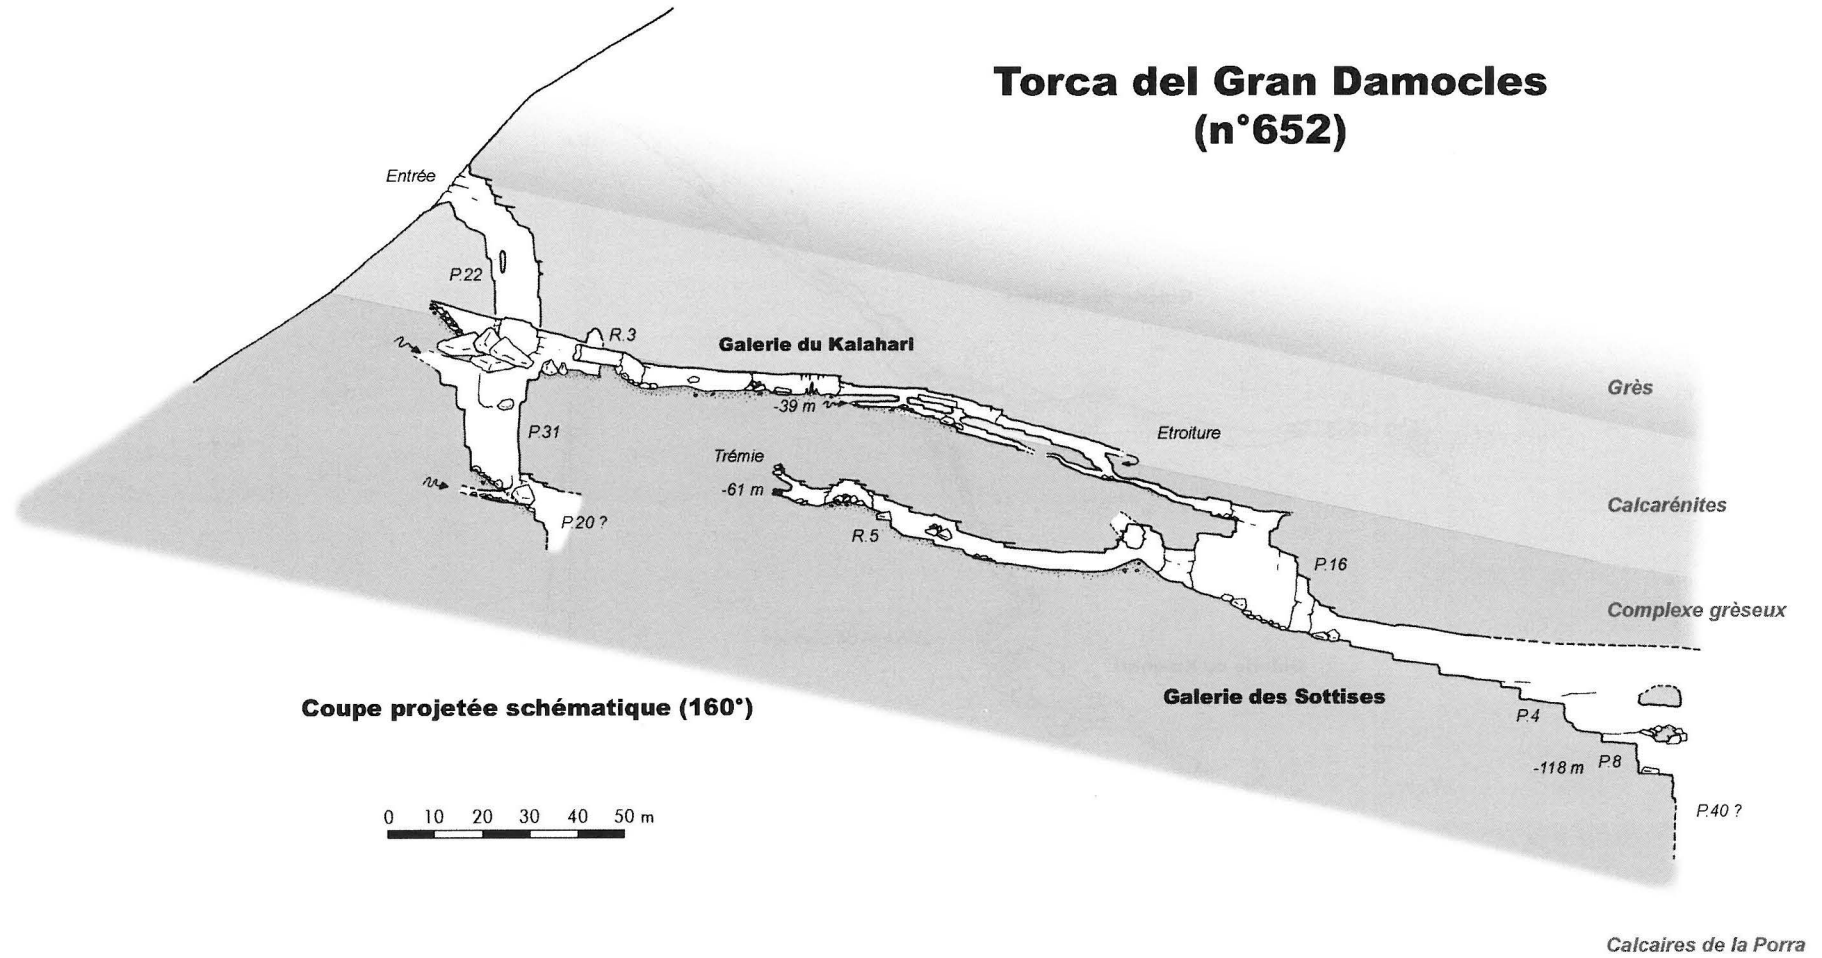 Torca del Gran Damocles
(n°652)
Entrée
P.22
R.3
Galerie du Kalahari
Grès
-39 m
P.31
Etroiture
Trémie
-61 m
Calcarénites
P.20 ?
R.5
P.16
Complexe grèseux
Galerie des Sottises
Coupe projetée schématique (160°)
P.4
-118 m
P.8
P.40 ?
0 10 20 30 40 50 m
Calcaires de la Porra